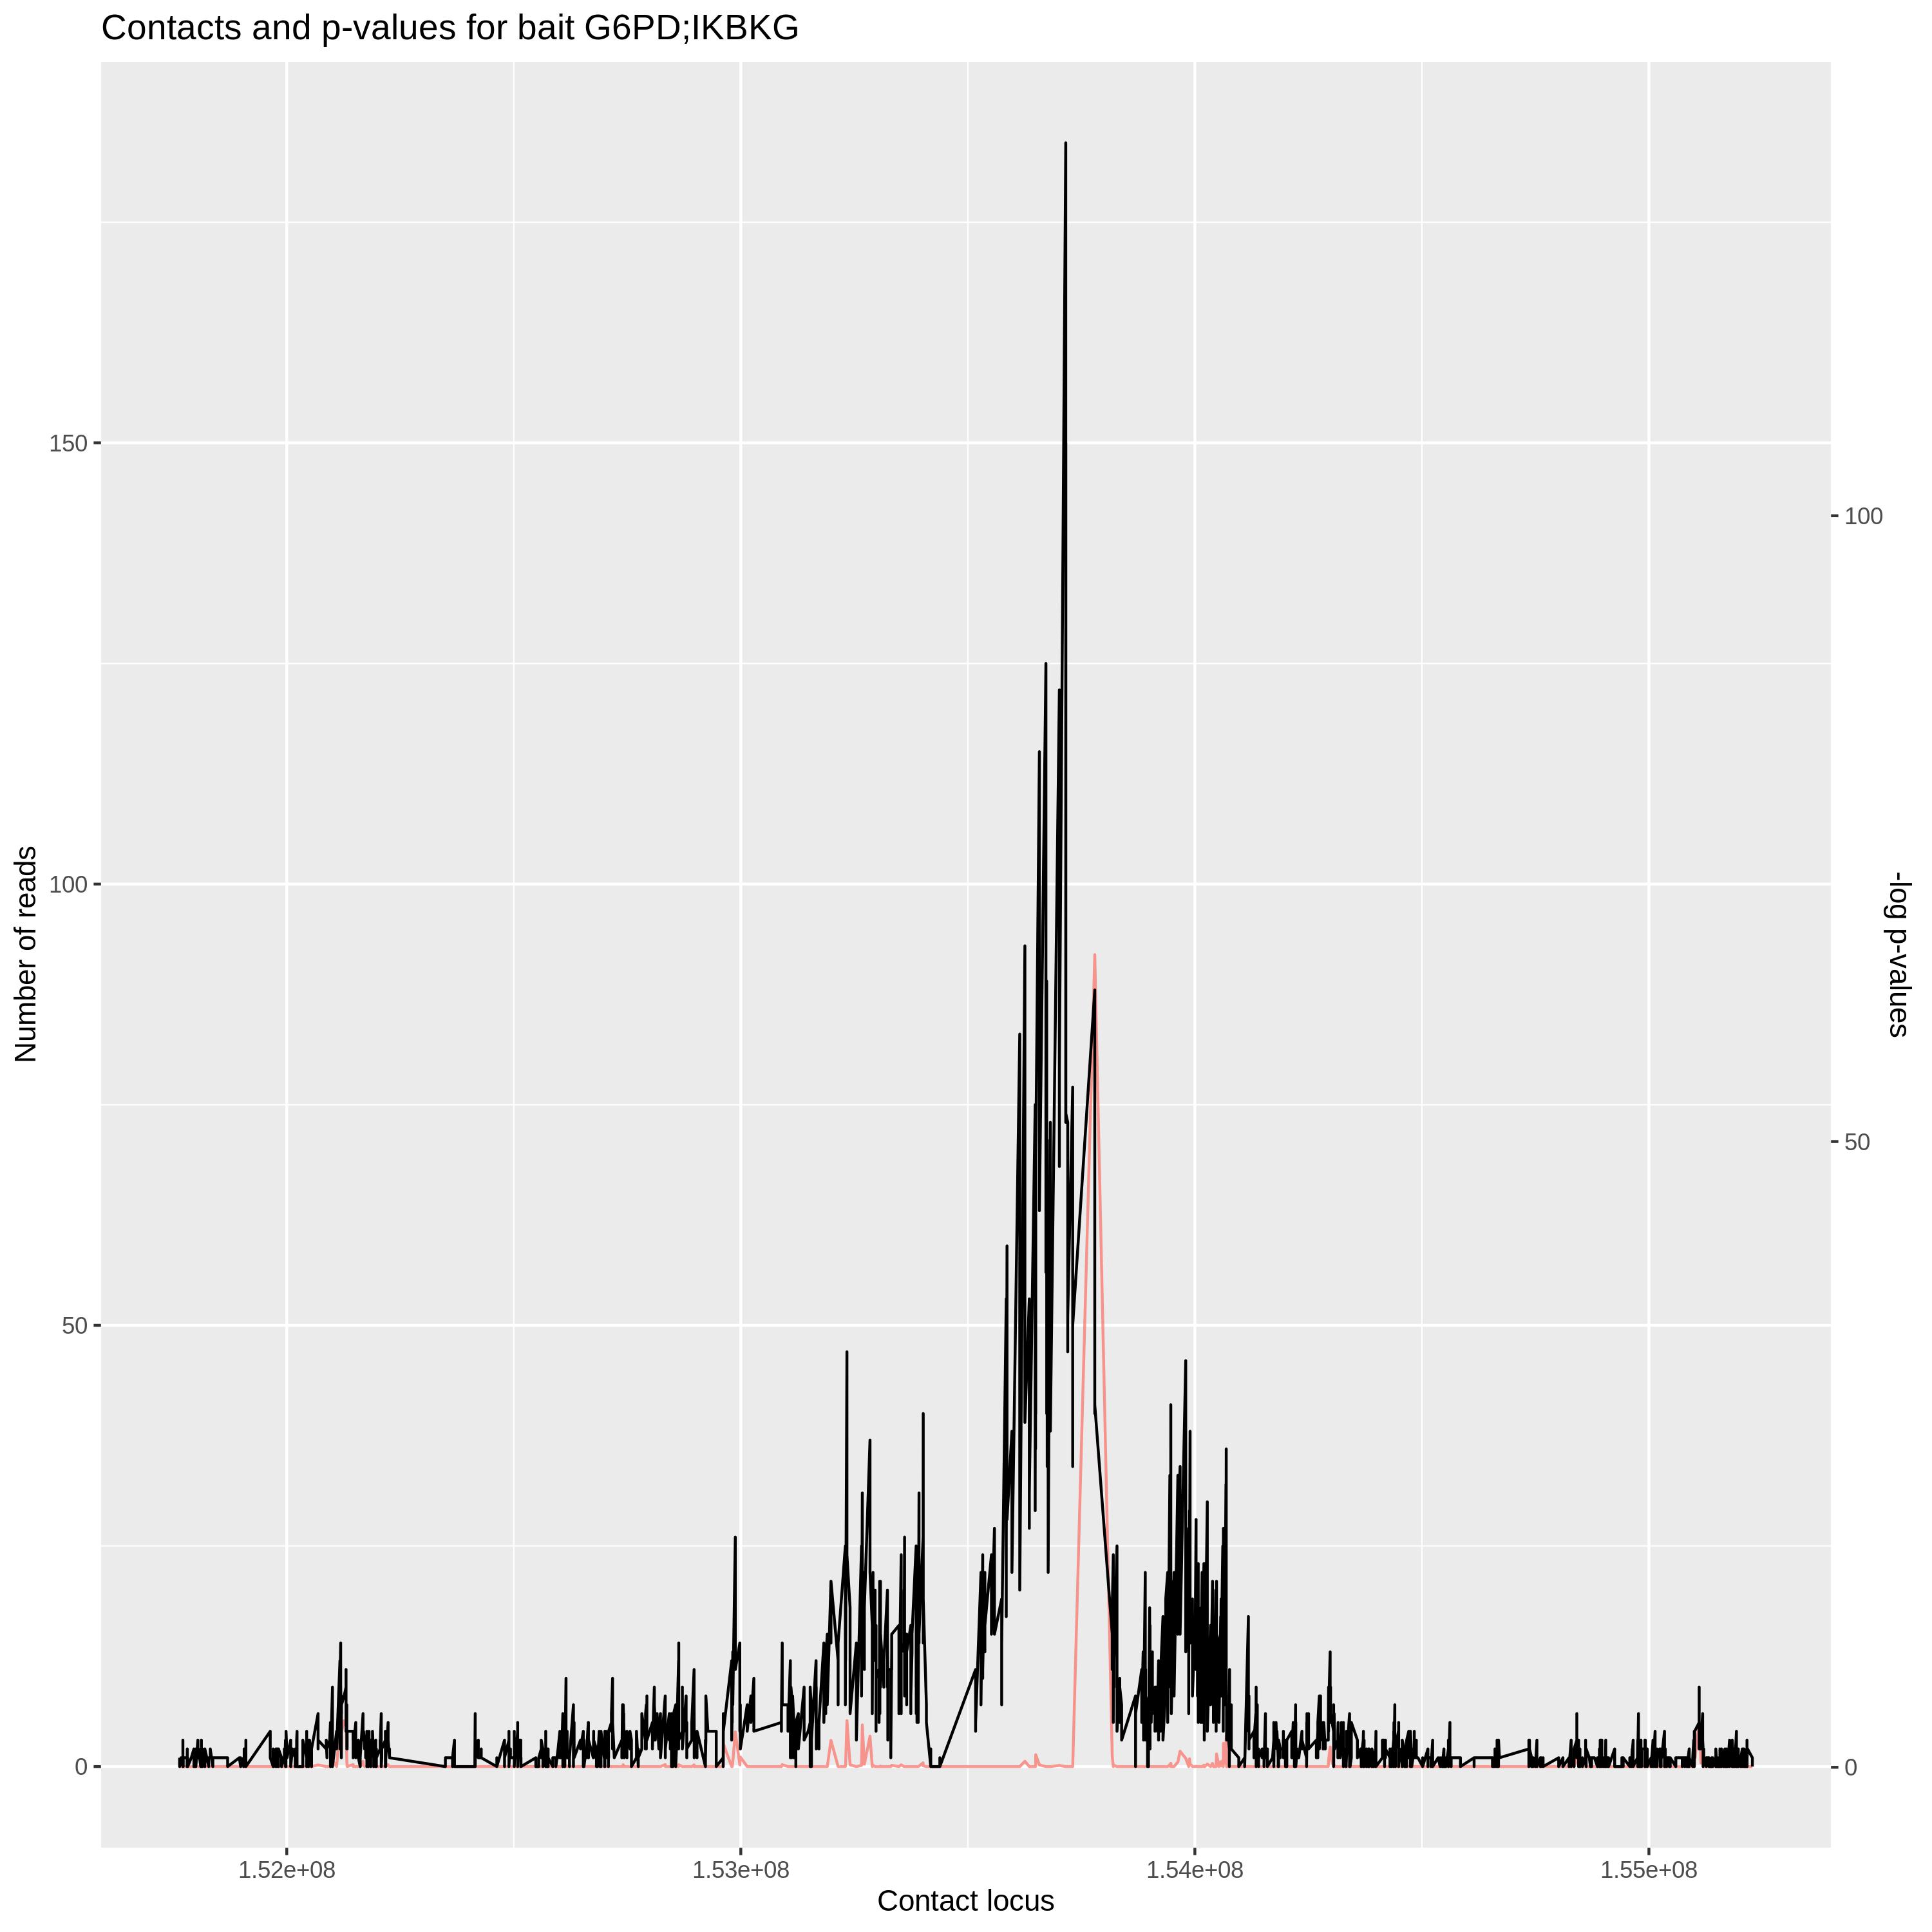 Contacts and p-values for bait G6PD;IKBKG
150
100
50
0
Number of reads
100
50
0
-log p-values
1.52e+08
1.53e+08
1.54e+08
1.55e+08
Contact locus